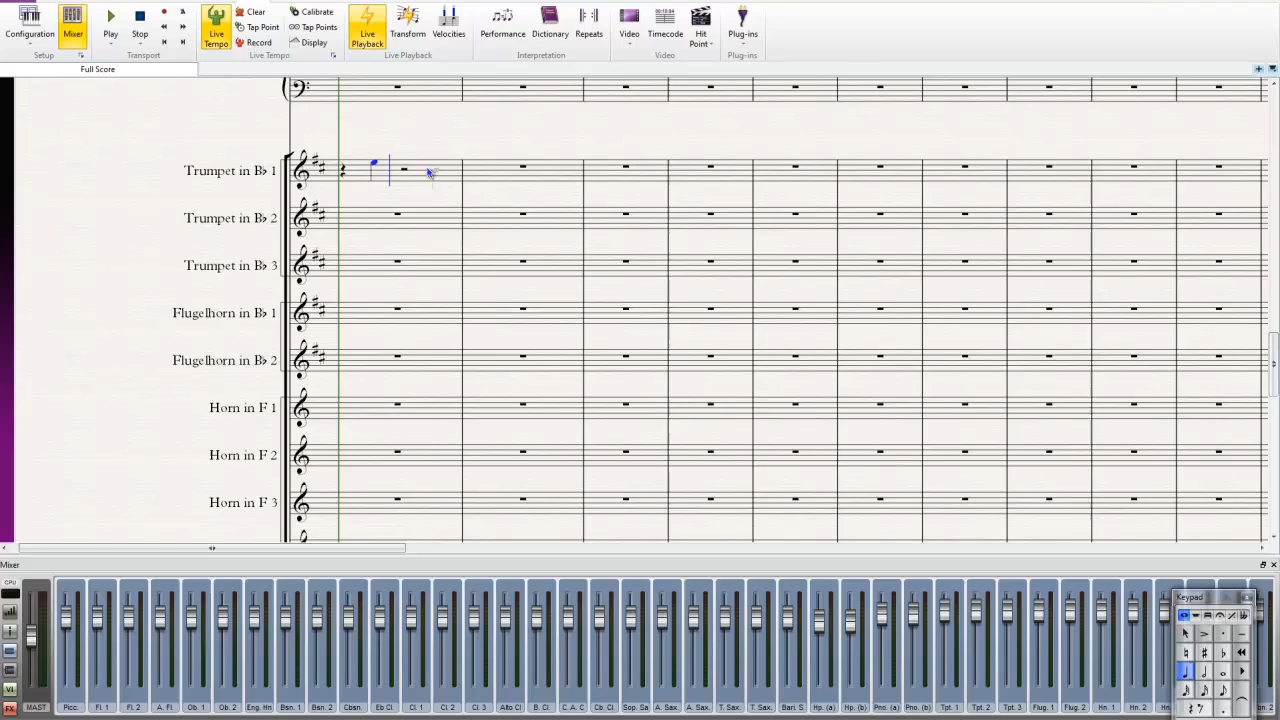 Configuration
Mixer
Play
Stop
Live Tempo
Clear
Tap Point
Record
Calibrate
Tap Points
Display
Live Playback
Transform
Velocities
Performance
Dictionary
Repeats
Video
Timecode
Hit Point
Plug-ins
Setup
Transport
Live Tempo
Live Playback
Interpretation
Video
Plug-ins
Full Score
Trumpet in B♭ 1
Trumpet in B♭ 2
Trumpet in B♭ 3
Flugelhorn in B♭ 1
Flugelhorn in B♭ 2
Horn in F 1
Horn in F 2
Horn in F 3
Mixer
CPU
Keypad
VI
FX
MAST Picc. Fl. 1 Fl. 2 A. Fl. Ob. 1 Ob. 2 Eng. Hn Bsn. 1 Bsn. 2 Cbsn. Eb Cl. Cl. 1 Cl. 2 Cl. 3 Alto Cl B. Cl. C. A. C Cb. Cl. Sop. Sa A. Sax. A. Sax. T. Sax. T. Sax. Bari. S Hp. (a) Hp. (b) Pno. (a) Pno. (b) Tpt. 1 Tpt. 2 Tpt. 3 Flug. 1 Flug. 2 Hn. 1 Hn. 2